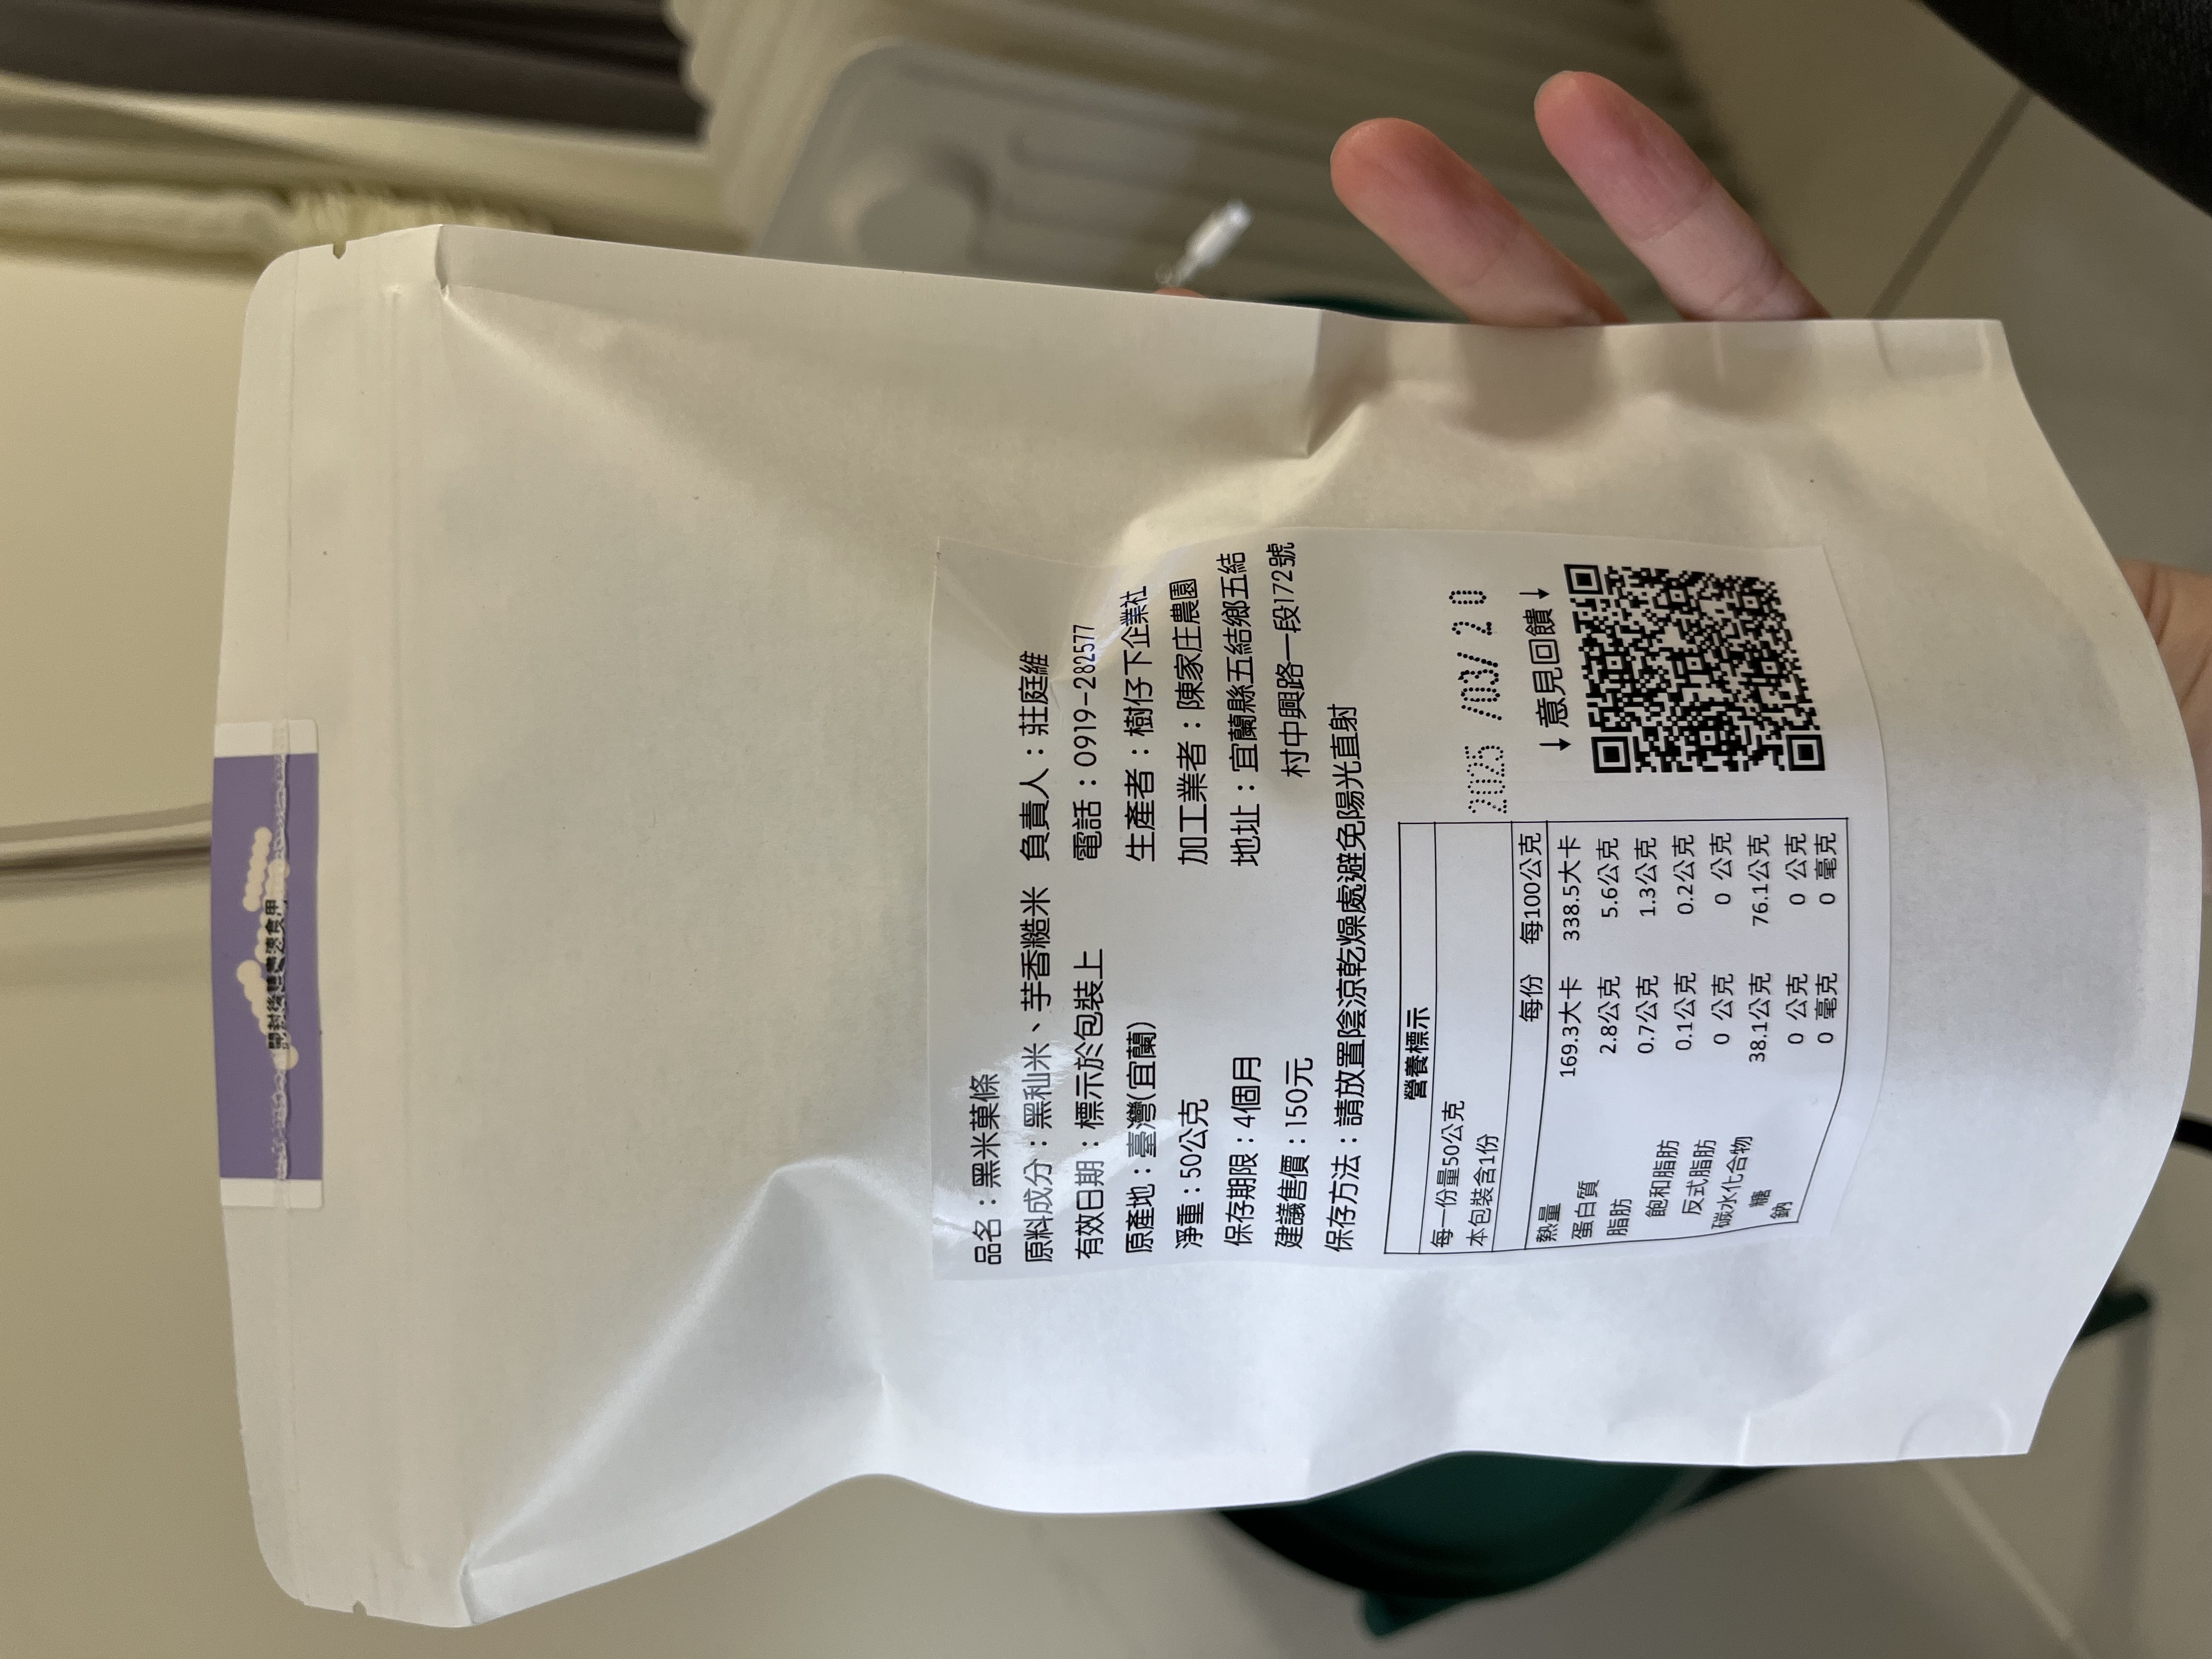 開封後請盡速食用
品名：黑米菓條
原料成分：黑秈米、芋香糙米
有效日期：標示於包裝上
原產地：臺灣(宜蘭)
淨重：50公克
保存期限：4個月
建議售價：150元
保存方法：請放置陰涼乾燥處避免陽光直射
負責人：莊庭維
電話：0919-282577
生產者：樹仔下企業社
加工業者：陳家庄農園
地址：宜蘭縣五結鄉五結
村中興路一段172號
營養標示
每一份量50公克
本包裝含1份
每份 每100公克
熱量 169.3大卡 338.5大卡
蛋白質 2.8公克 5.6公克
脂肪 0.7公克 1.3公克
飽和脂肪 0.1公克 0.2公克
反式脂肪 0 公克 0 公克
碳水化合物 38.1公克 76.1公克
糖 0 公克 0 公克
鈉 0 毫克 0 毫克
2025 /03/ 2 0
↓意見回饋↓